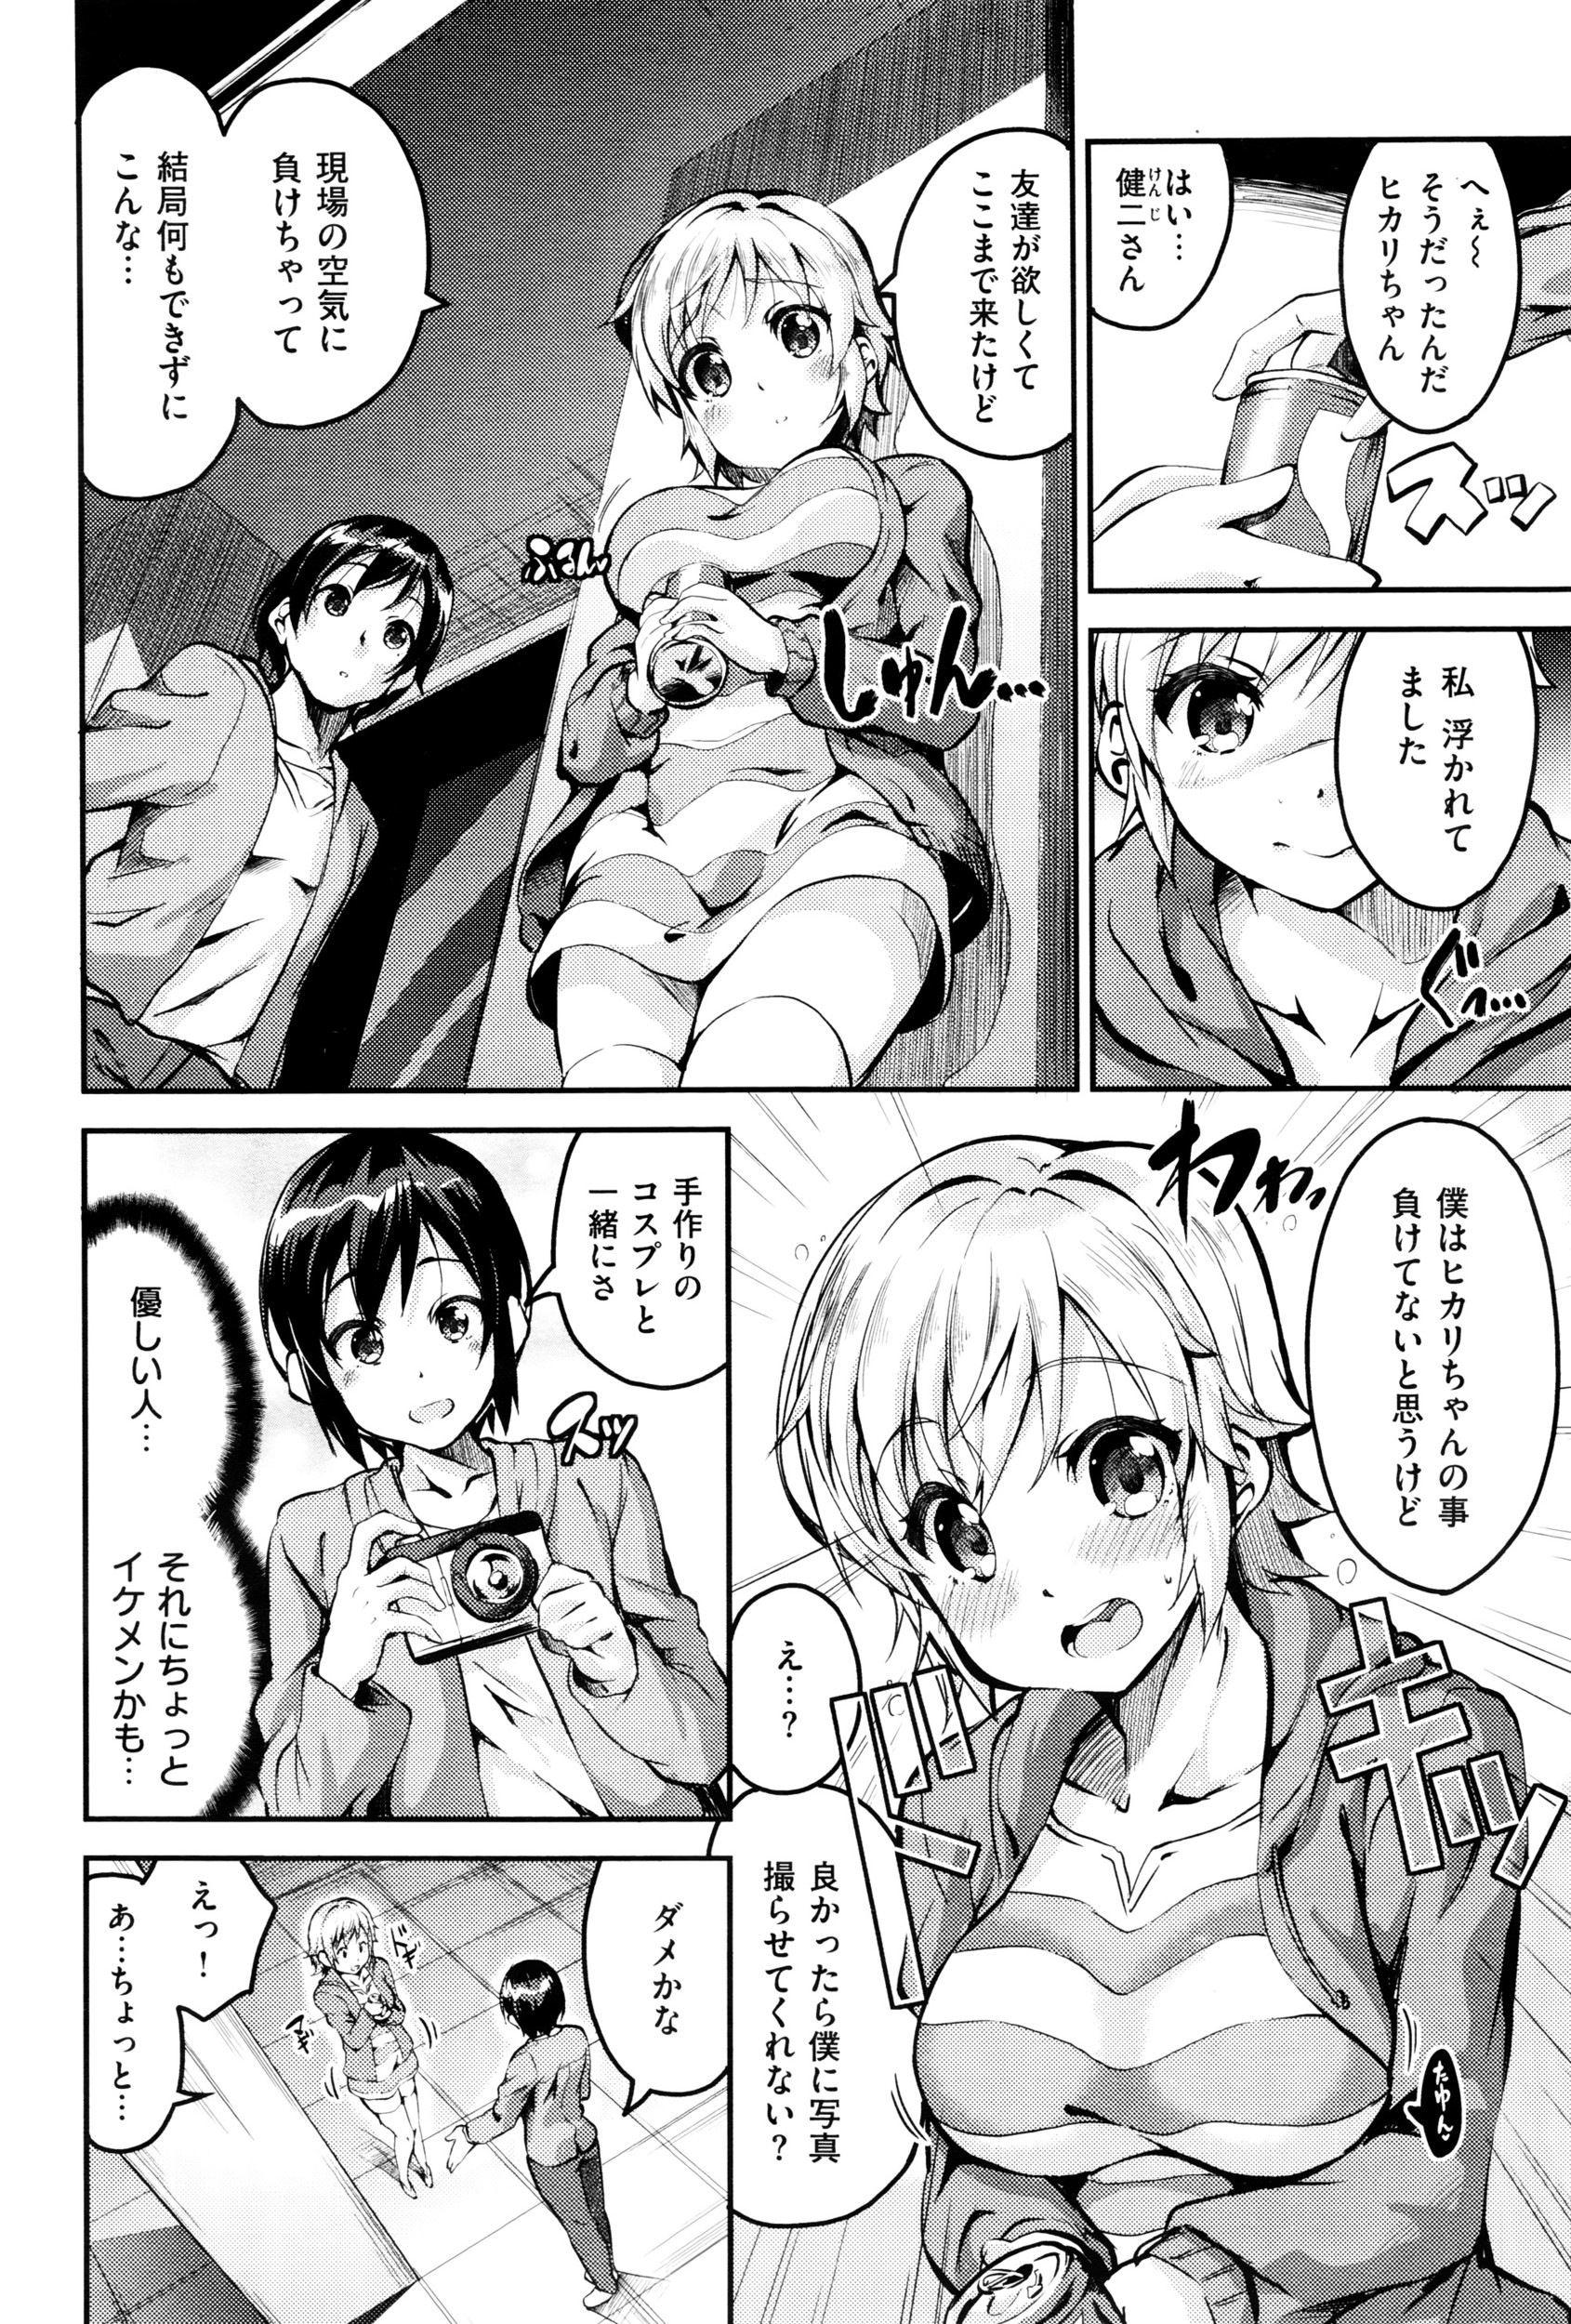 へぇ〜
そうだったんだ
ヒカリちゃん
はい…
健二さん
けんじ
スッ
私 浮かれて
ました
ぐっ…
友達が欲しくて
ここまで来たけど
現場の空気に
負けちゃって
結局何もできずに
こんな…
ふるん
しゅん…
僕はヒカリちゃんの事
負けてないと思うけど
わわっ
え…？
ドキッ
たゆん
良かったら僕に写真
撮らせてくれない？
手作りの
コスプレと
一緒にさ
スッ
優しい人…
それにちょっと
イケメンかも…
ダメかな
えっ！
あ…ちょっと…
ドキ